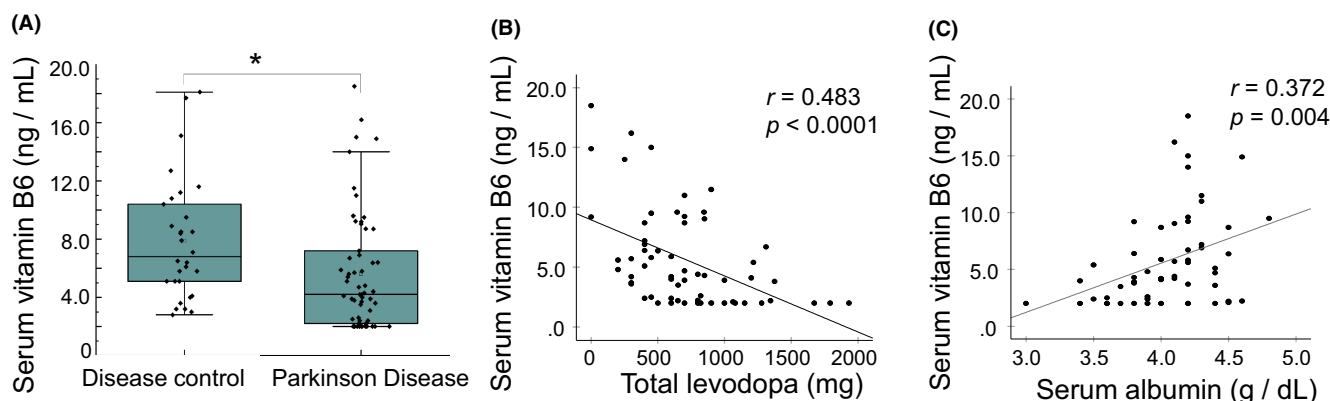 (A)
Serum vitamin B6 (ng / mL)
20.0
16.0
12.0
8.0
4.0
0
*
Disease control
Parkinson Disease
(B)
Serum vitamin B6 (ng / mL)
20.0
15.0
10.0
5.0
.0
r = 0.483
p < 0.0001
0 500 1000 1500 2000
Total levodopa (mg)
(C)
Serum vitamin B6 (ng / mL)
20.0
15.0
10.0
5.0
.0
r = 0.372
p = 0.004
3.0 3.5 4.0 4.5 5.0
Serum albumin (g / dL)